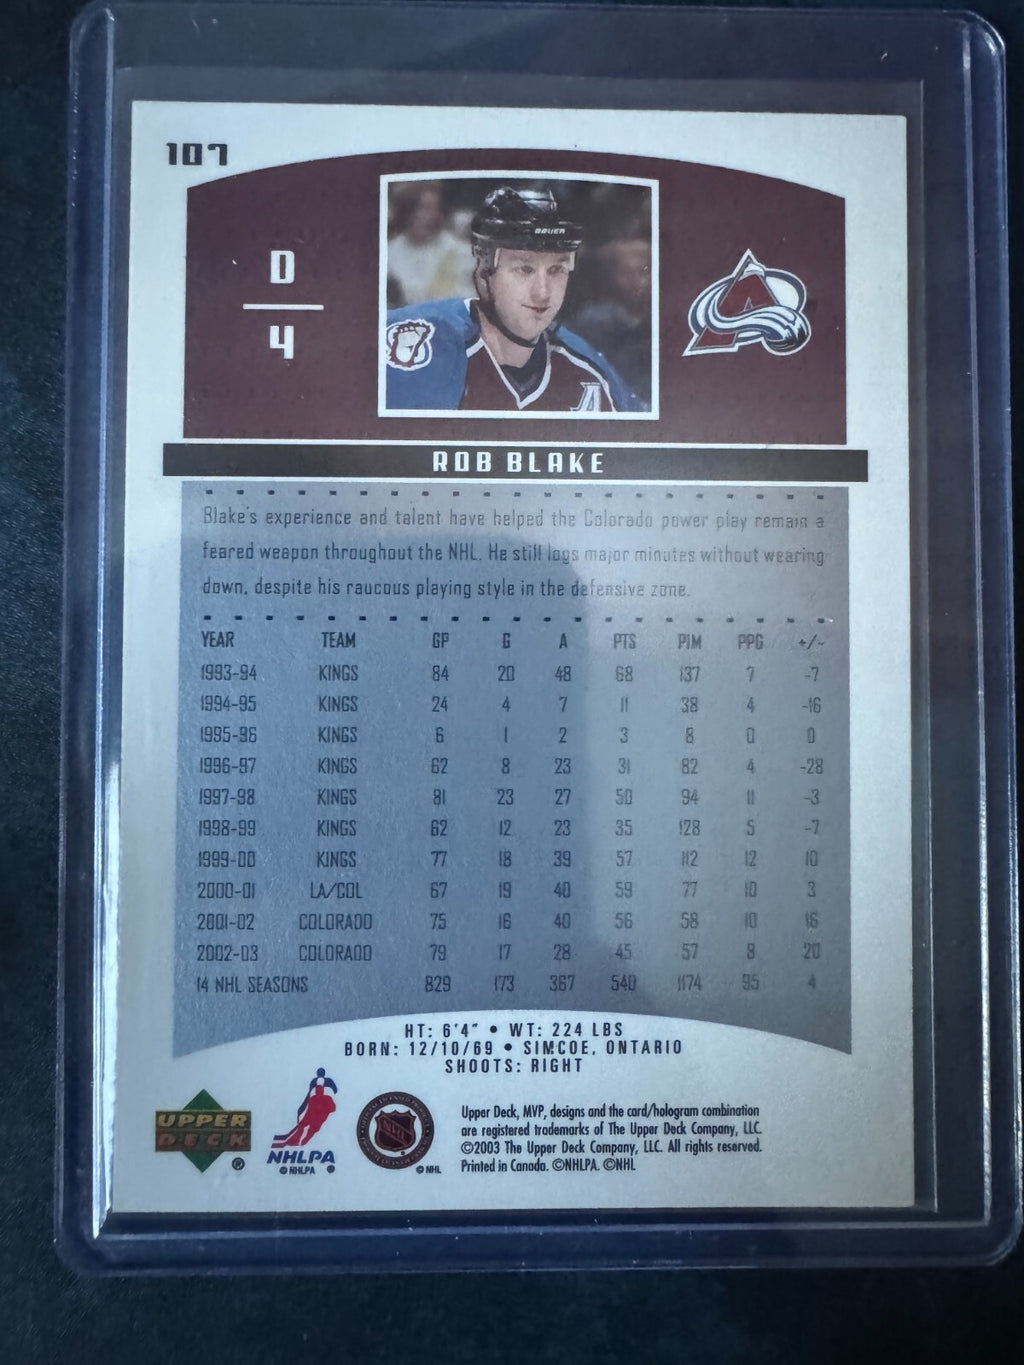 107
D
4
BAUER
A
ROB BLAKE
Blake's experience and talent have helped the Colorado power play remain a
feared weapon throughout the NHL. He still logs major minutes without wearing
down, despite his raucous playing style in the defensive zone.
YEAR TEAM GP G A PTS PIM PPG +/-
1993-94 KINGS 84 20 48 68 137 7 -7
1994-95 KINGS 24 4 7 11 38 4 -16
1995-96 KINGS 6 1 2 3 8 0 0
1996-97 KINGS 62 8 23 31 82 4 -28
1997-98 KINGS 81 23 27 50 94 11 -3
1998-99 KINGS 62 12 23 35 128 5 -7
1999-00 KINGS 77 18 39 57 112 12 10
2000-01 LA/COL 67 19 40 59 77 10 3
2001-02 COLORADO 75 16 40 56 58 10 16
2002-03 COLORADO 79 17 28 45 57 8 20
14 NHL SEASONS 829 173 367 540 1174 95 4
HT: 6'4" • WT: 224 LBS
BORN: 12/10/69 • SIMCOE, ONTARIO
SHOOTS: RIGHT
UPPER
DECK
®
NHLPA
© NHLPA ®
NHL
© NHL
Upper Deck, MVP, designs and the card/hologram combination
are registered trademarks of The Upper Deck Company, LLC.
©2003 The Upper Deck Company, LLC. All rights reserved.
Printed in Canada. ©NHLPA. ©NHL